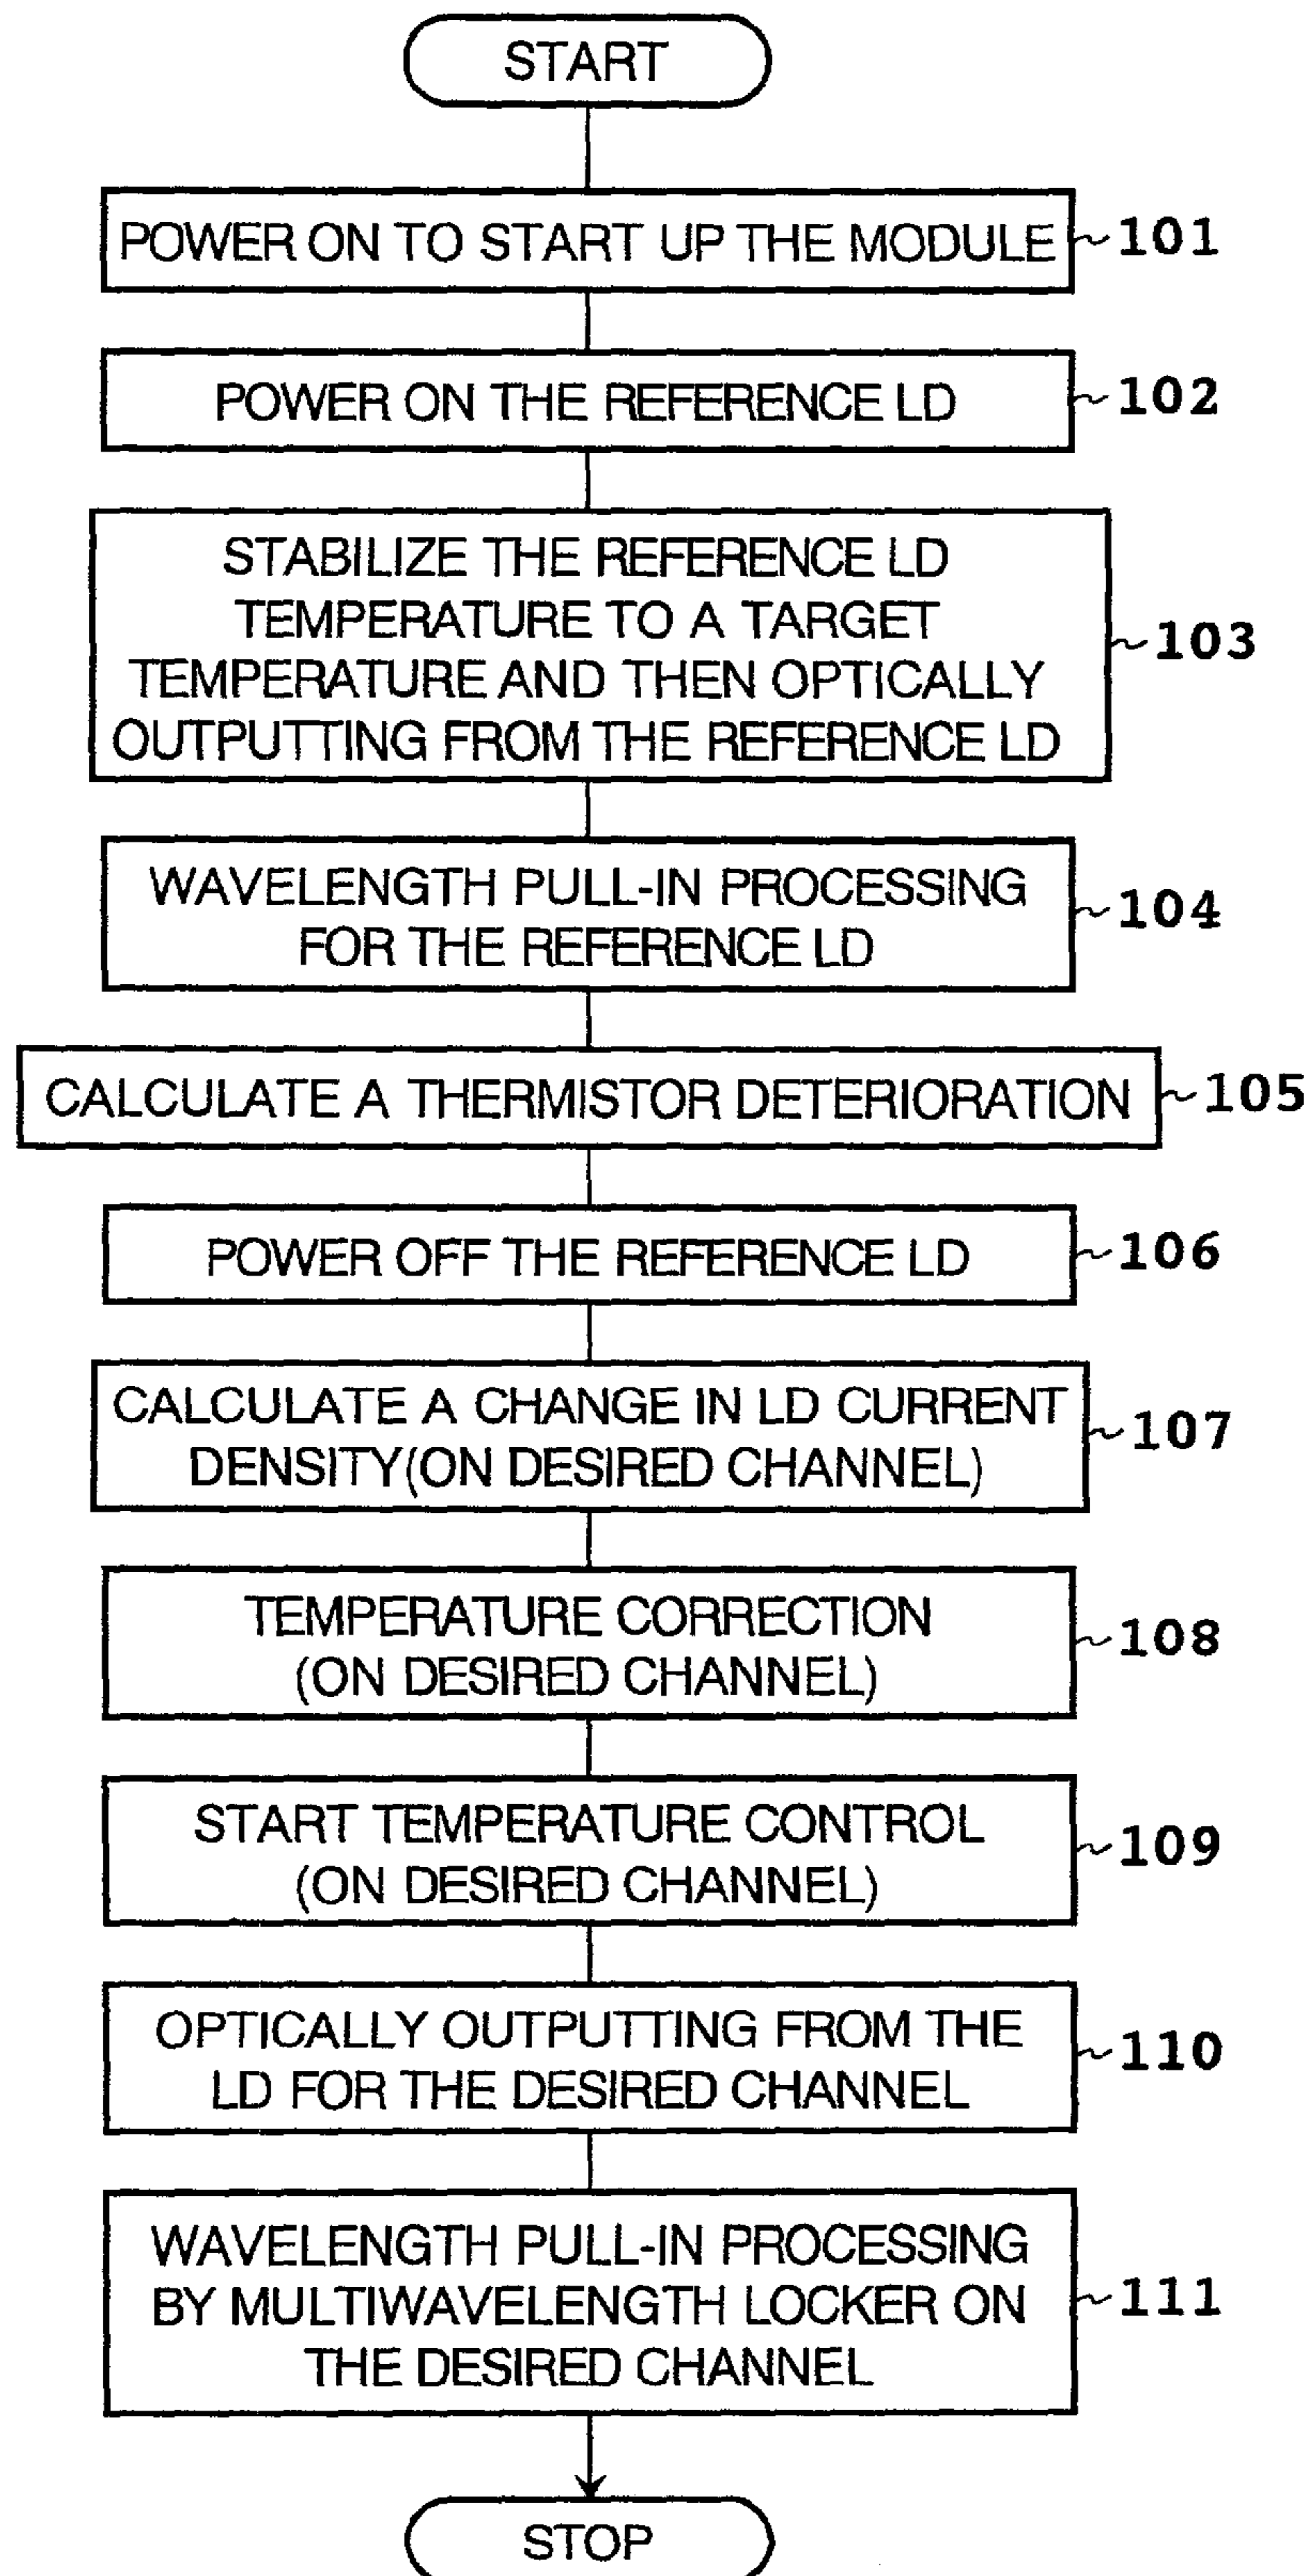 START
POWER ON TO START UP THE MODULE
101
POWER ON THE REFERENCE LD
102
STABILIZE THE REFERENCE LD
TEMPERATURE TO A TARGET
TEMPERATURE AND THEN OPTICALLY
OUTPUTTING FROM THE REFERENCE LD
103
WAVELENGTH PULL-IN PROCESSING
FOR THE REFERENCE LD
104
CALCULATE A THERMISTOR DETERIORATION
105
POWER OFF THE REFERENCE LD
106
CALCULATE A CHANGE IN LD CURRENT
DENSITY(ON DESIRED CHANNEL)
107
TEMPERATURE CORRECTION
(ON DESIRED CHANNEL)
108
START TEMPERATURE CONTROL
(ON DESIRED CHANNEL)
109
OPTICALLY OUTPUTTING FROM THE
LD FOR THE DESIRED CHANNEL
110
WAVELENGTH PULL-IN PROCESSING
BY MULTIWAVELENGTH LOCKER ON
THE DESIRED CHANNEL
111
STOP